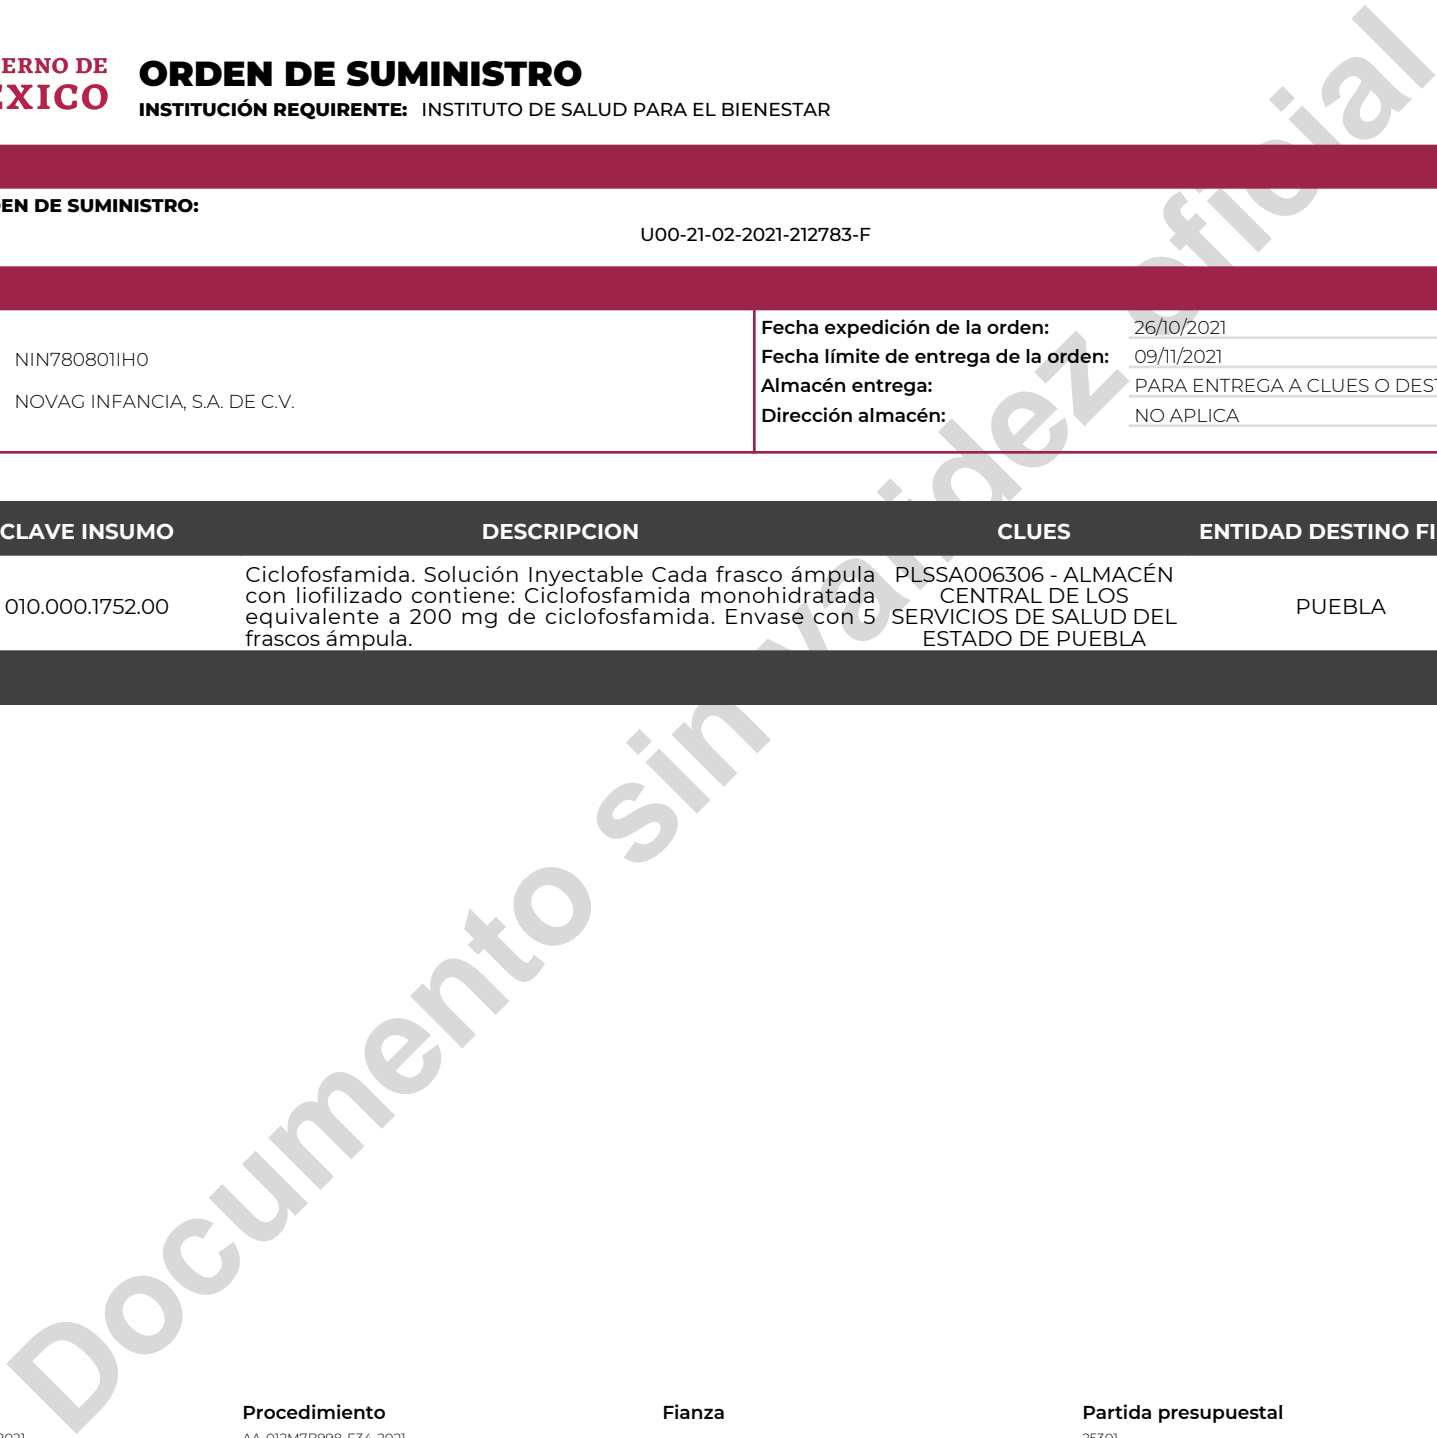 ERNO DE
EXICO
ORDEN DE SUMINISTRO
INSTITUCIÓN REQUIRENTE: INSTITUTO DE SALUD PARA EL BIENESTAR
EN DE SUMINISTRO:
U00-21-02-2021-212783-F
NIN780801IH0
NOVAG INFANCIA, S.A. DE C.V.
Fecha expedición de la orden: 26/10/2021
Fecha límite de entrega de la orden: 09/11/2021
Almacén entrega: PARA ENTREGA A CLUES O DEST
Dirección almacén: NO APLICA
CLAVE INSUMO DESCRIPCION CLUES ENTIDAD DESTINO FI
010.000.1752.00
Ciclofosfamida. Solución Inyectable Cada frasco ámpula
con liofilizado contiene: Ciclofosfamida monohidratada
equivalente a 200 mg de ciclofosfamida. Envase con 5
frascos ámpula.
PLSSA006306 - ALMACÉN
CENTRAL DE LOS
SERVICIOS DE SALUD DEL
ESTADO DE PUEBLA
PUEBLA
Documento sin validez oficial
Procedimiento Fianza Partida presupuestal